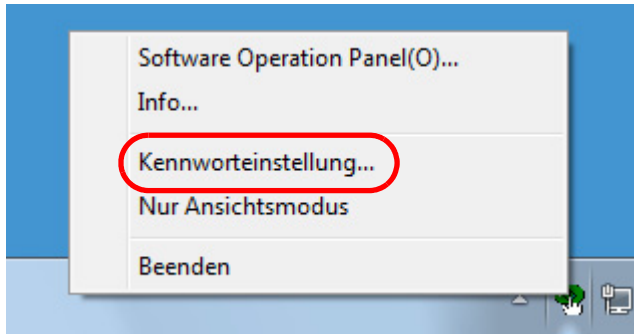 Software Operation Panel(O)...
Info...
Kennworteinstellung...
Nur Ansichtsmodus
Beenden